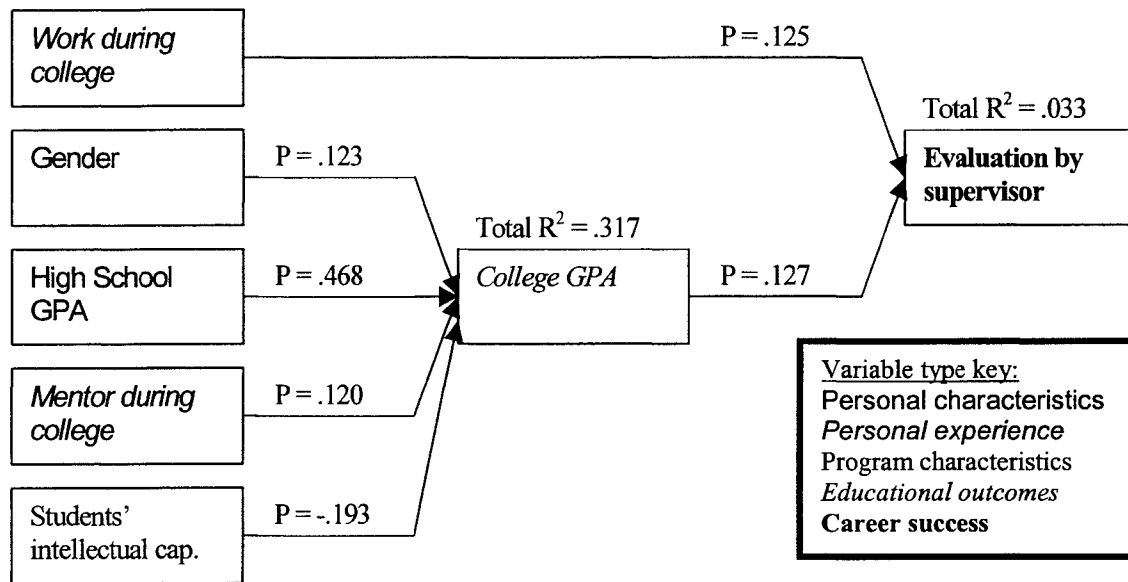 Work during
college
P = .125
Total R² = .033
Evaluation by
supervisor
Gender
P = .123
Total R² = .317
High School
GPA
P = .468
College GPA
P = .127
Mentor during
college
P = .120
Students'
intellectual cap.
P = -.193
Variable type key:
Personal characteristics
Personal experience
Program characteristics
Educational outcomes
Career success